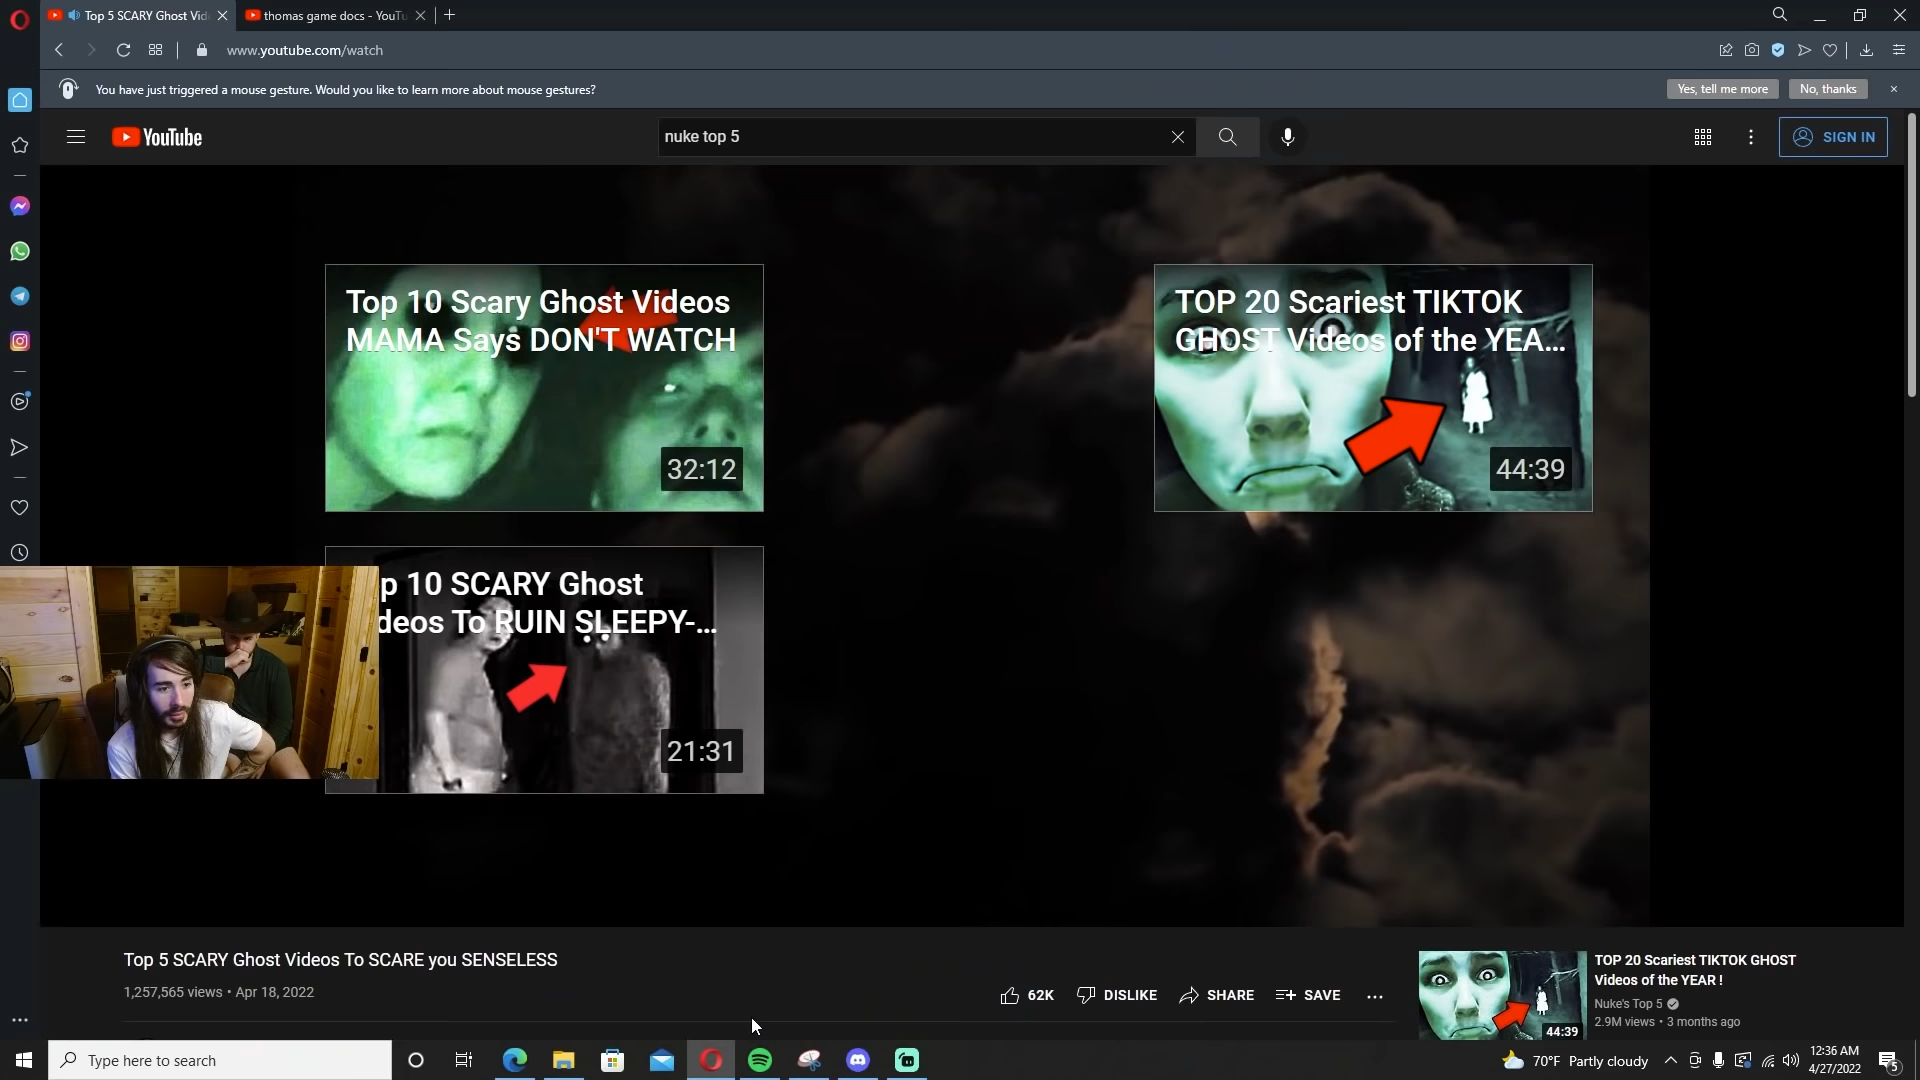 Top 5 SCARY Ghost Vid
thomas game docs - YouTu
www.youtube.com/watch
You have just triggered a mouse gesture. Would you like to learn more about mouse gestures?
Yes, tell me more
No, thanks
YouTube
nuke top 5
SIGN IN
Top 10 Scary Ghost Videos
MAMA Says DON'T WATCH
32:12
TOP 20 Scariest TIKTOK
GHOST Videos of the YEA...
44:39
p 10 SCARY Ghost
deos To RUIN SLEEPY-...
21:31
Top 5 SCARY Ghost Videos To SCARE you SENSELESS
1,257,565 views • Apr 18, 2022
62K
DISLIKE
SHARE
SAVE
TOP 20 Scariest TIKTOK GHOST
Videos of the YEAR !
Nuke's Top 5
2.9M views • 3 months ago
44:39
Type here to search
70°F Partly cloudy
12:36 AM
4/27/2022
5